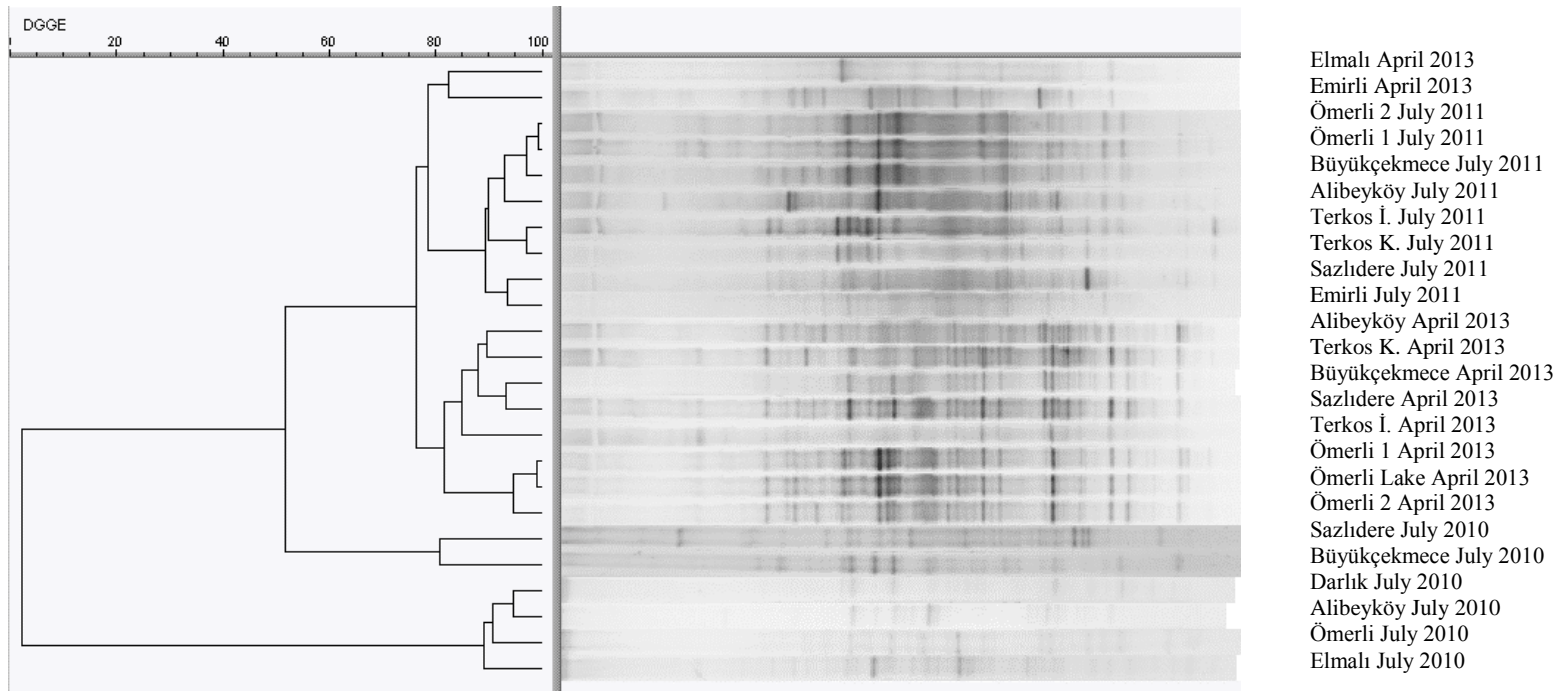 DGGE
20 40 60 80 100
Elmalı April 2013
Emirli April 2013
Ömerli 2 July 2011
Ömerli 1 July 2011
Büyükçekmece July 2011
Alibeyköy July 2011
Terkos İ. July 2011
Terkos K. July 2011
Sazlıdere July 2011
Emirli July 2011
Alibeyköy April 2013
Terkos K. April 2013
Büyükçekmece April 2013
Sazlıdere April 2013
Terkos İ. April 2013
Ömerli 1 April 2013
Ömerli Lake April 2013
Ömerli 2 April 2013
Sazlıdere July 2010
Büyükçekmece July 2010
Darlık July 2010
Alibeyköy July 2010
Ömerli July 2010
Elmalı July 2010